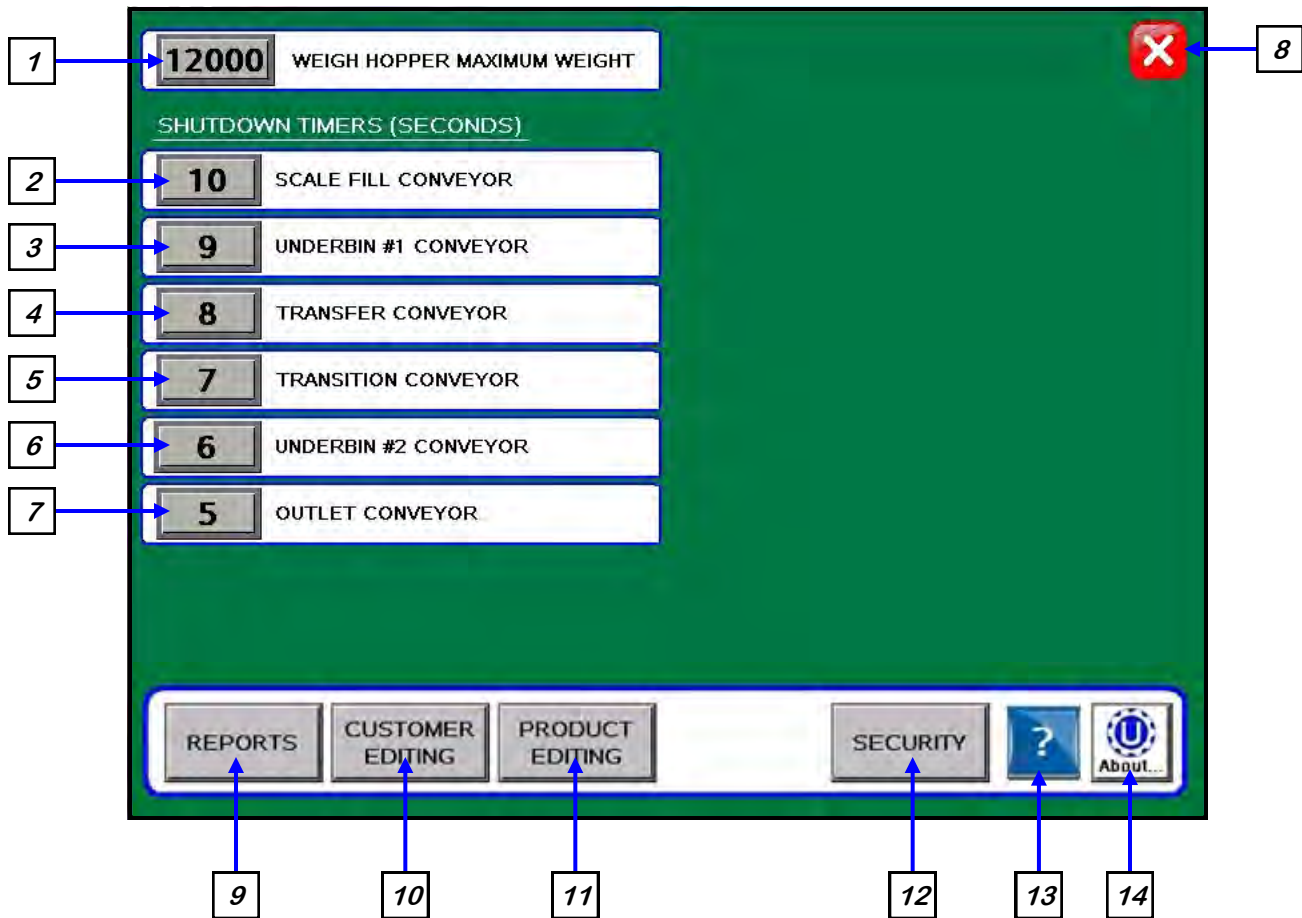 1
12000 WEIGH HOPPER MAXIMUM WEIGHT
8
SHUTDOWN TIMERS (SECONDS)
2
10 SCALE FILL CONVEYOR
3
9 UNDERBIN #1 CONVEYOR
4
8 TRANSFER CONVEYOR
5
7 TRANSITION CONVEYOR
6
6 UNDERBIN #2 CONVEYOR
7
5 OUTLET CONVEYOR
REPORTS
CUSTOMER
EDITING
PRODUCT
EDITING
SECURITY
?
U
About...
9
10
11
12
13
14